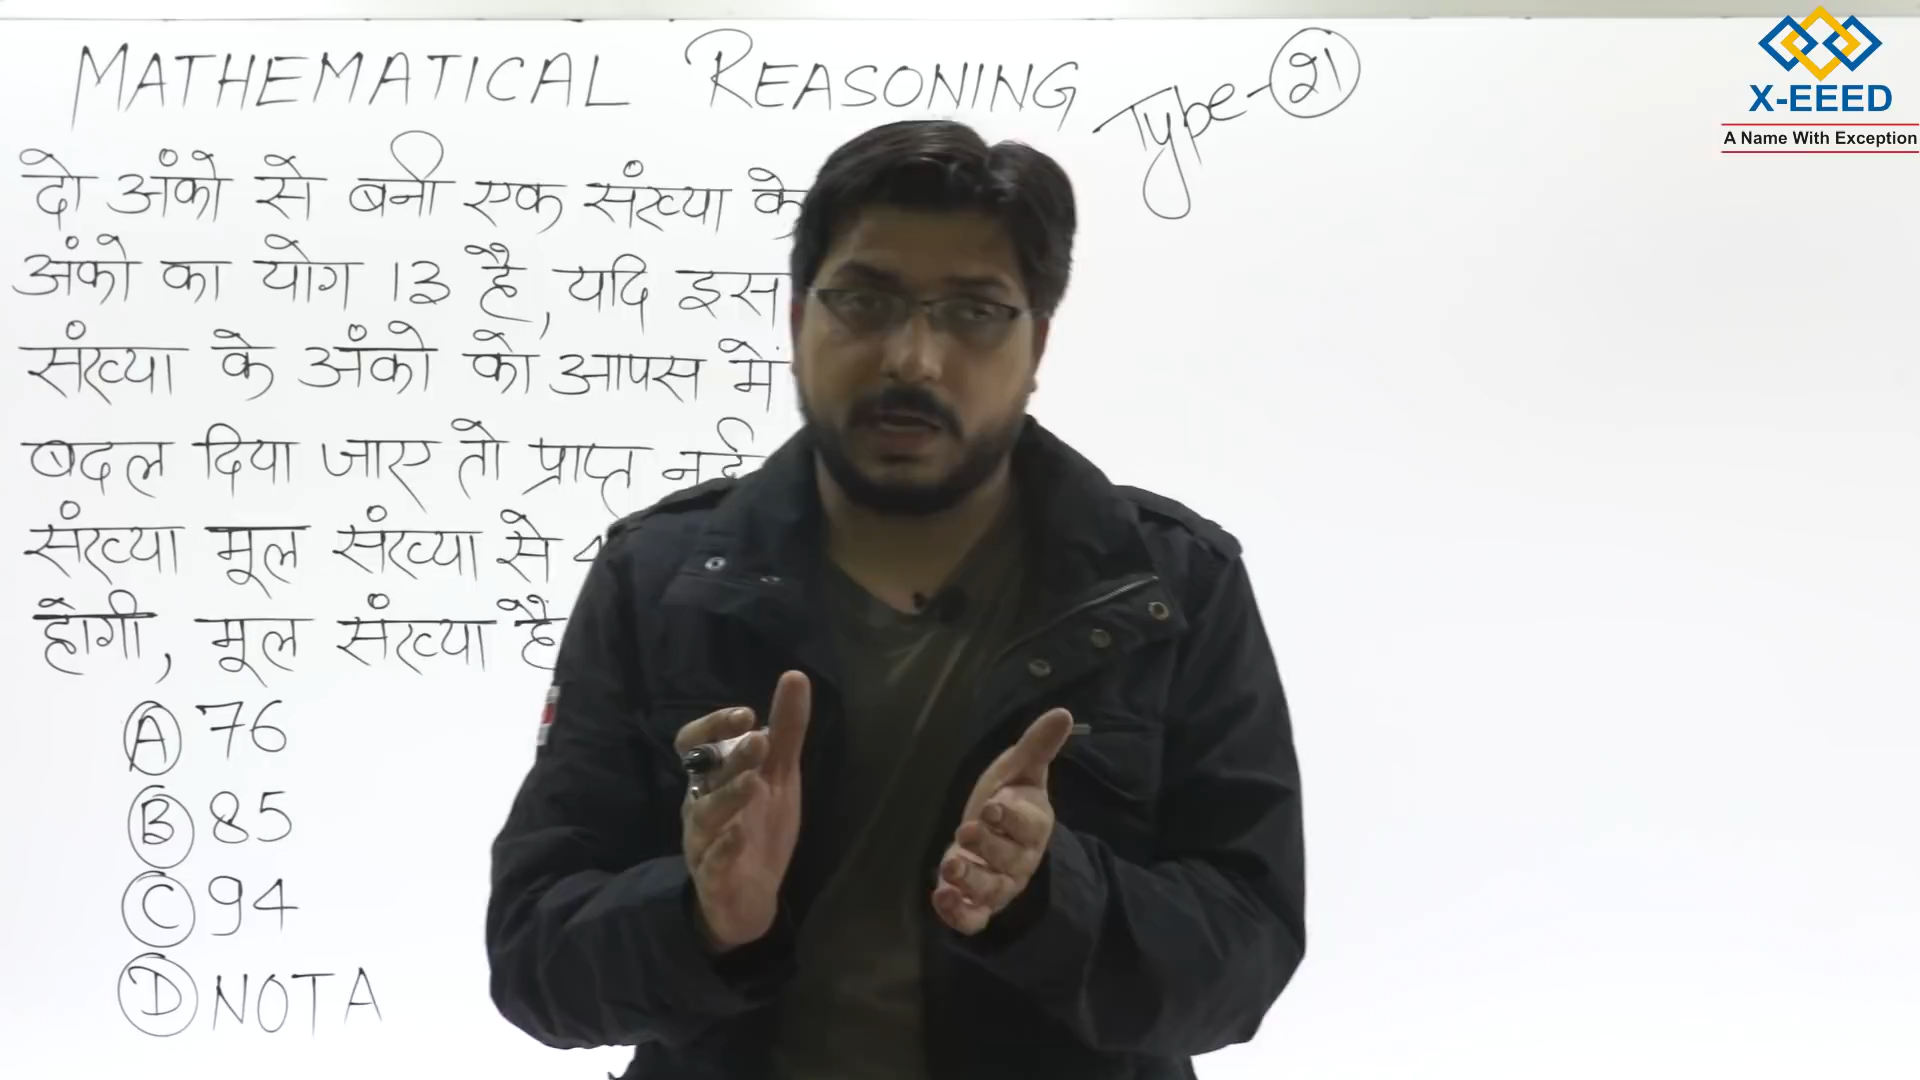 MATHEMATICAL REASONING Type-21
दो अंको से बनी एक संख्या के
अंको का योग 13 है, यदि इस
संख्या के अंको को आपस में
बदल दिया जाए तो प्राप्त नई
संख्या मूल संख्या से
होगी, मूल संख्या है
A 76
B 85
C 94
D NOTA
X-EEED
A Name With Exception